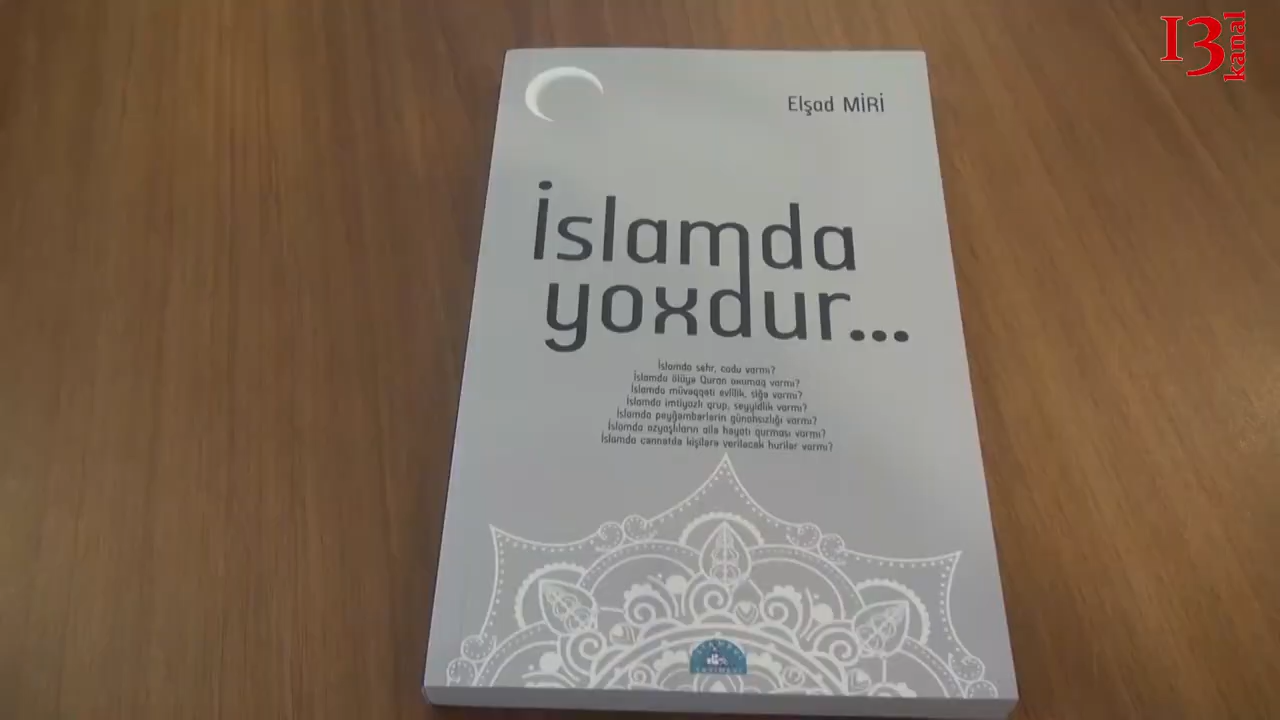 13 kanal
Elşad MİRİ
İslamda
yoxdur...
İslamda sehr, cadu varmı?
İslamda ölüyə Quran oxumaq varmı?
İslamda müvəqqəti evlilik, siğə varmı?
İslamda imtiyazlı qrup, seyyidlik varmı?
İslamda peyğəmbərlərin günahsızlığı varmı?
İslamda azyaşlıların ailə həyatı qurması varmı?
İslamda cənnətdə kişilərə veriləcək hurilər varmı?